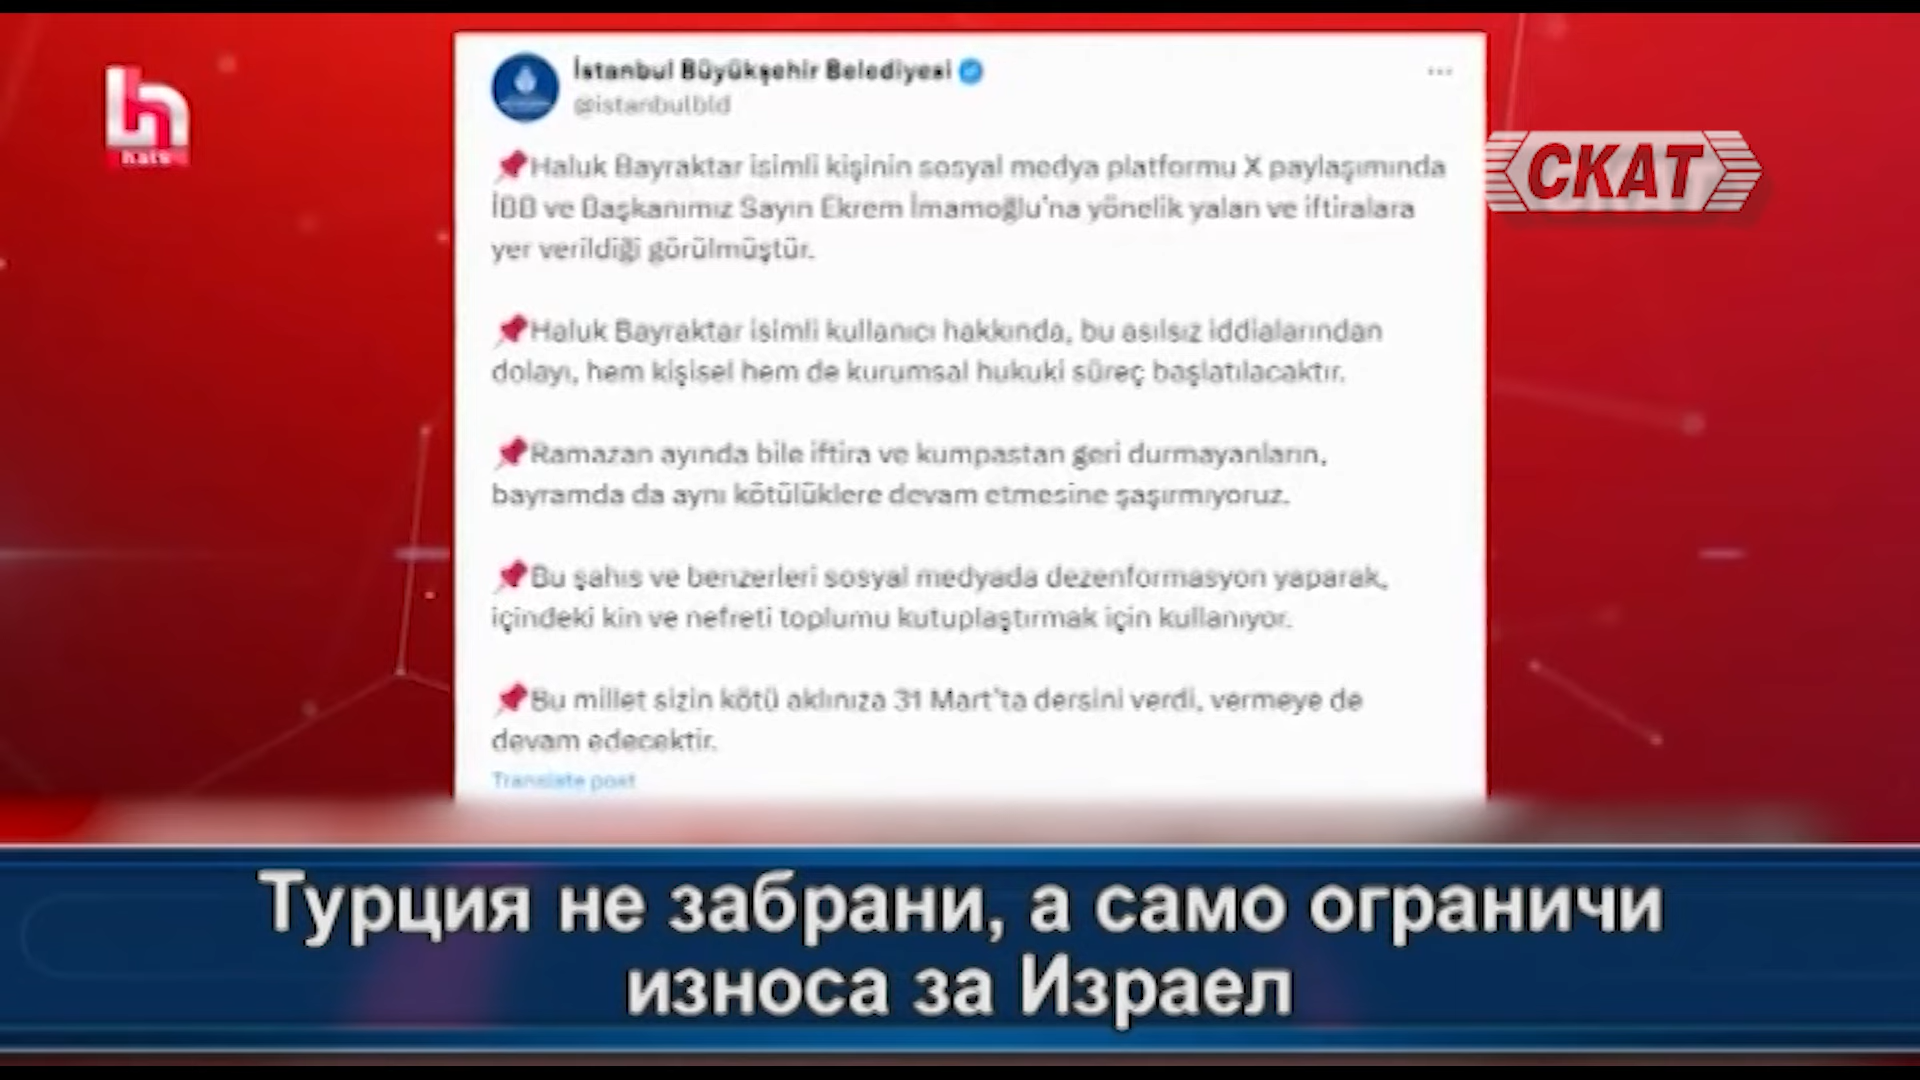 h
halktv
İstanbul Büyükşehir Belediyesi
@istanbulbld
СКАТ
Haluk Bayraktar isimli kişinin sosyal medya platformu X paylaşımında
İBB ve Başkanımız Sayın Ekrem İmamoğlu'na yönelik yalan ve iftiralara
yer verildiği görülmüştür.
Haluk Bayraktar isimli kullanıcı hakkında, bu asılsız iddialarından
dolayı, hem kişisel hem de kurumsal hukuki süreç başlatılacaktır.
Ramazan ayında bile iftira ve kumpastan geri durmayanların,
bayramda da aynı kötülüklere devam etmesine şaşırmıyoruz.
Bu şahıs ve benzerleri sosyal medyada dezenformasyon yaparak,
içindeki kin ve nefreti toplumu kutuplaştırmak için kullanıyor.
Bu millet sizin kötü aklınıza 31 Mart'ta dersini verdi, vermeye de
devam edecektir.
Translate post
Турция не забрани, а само ограничи
износа за Израел